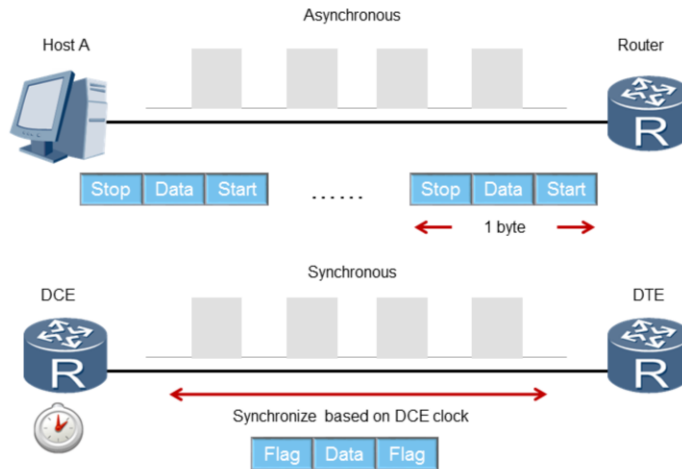 Asynchronous
Host A Router
R
Stop Data Start ...... Stop Data Start
1 byte
Synchronous
DCE DTE
R R
Synchronize based on DCE clock
Flag Data Flag